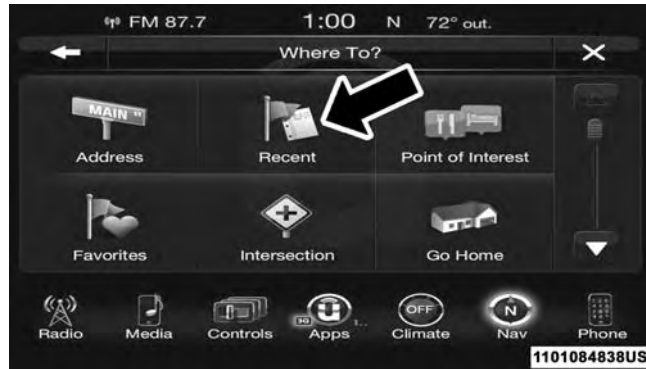 FM 87.7 1:00 N 72° out.
Where To?
MAIN
Address Recent Point of Interest
Favorites Intersection Go Home
OFF N
3G
Radio Media Controls Apps Climate Nav Phone
1101084838US